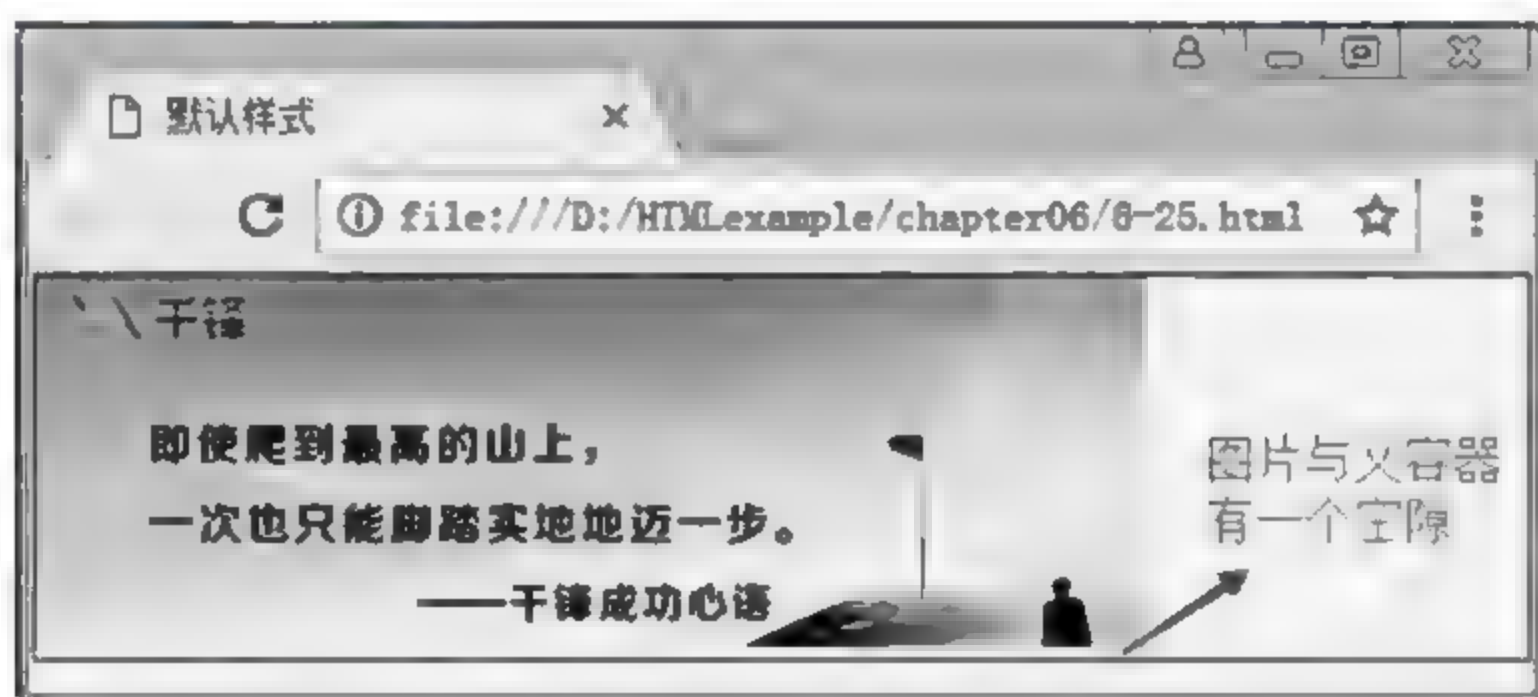 默认样式
file:///D:/HTMLexample/chapter06/6-25.html
千锋
即使爬到最高的山上，
一次也只能脚踏实地地迈一步。
——千锋成功心语
图片与父容器
有一个空隙